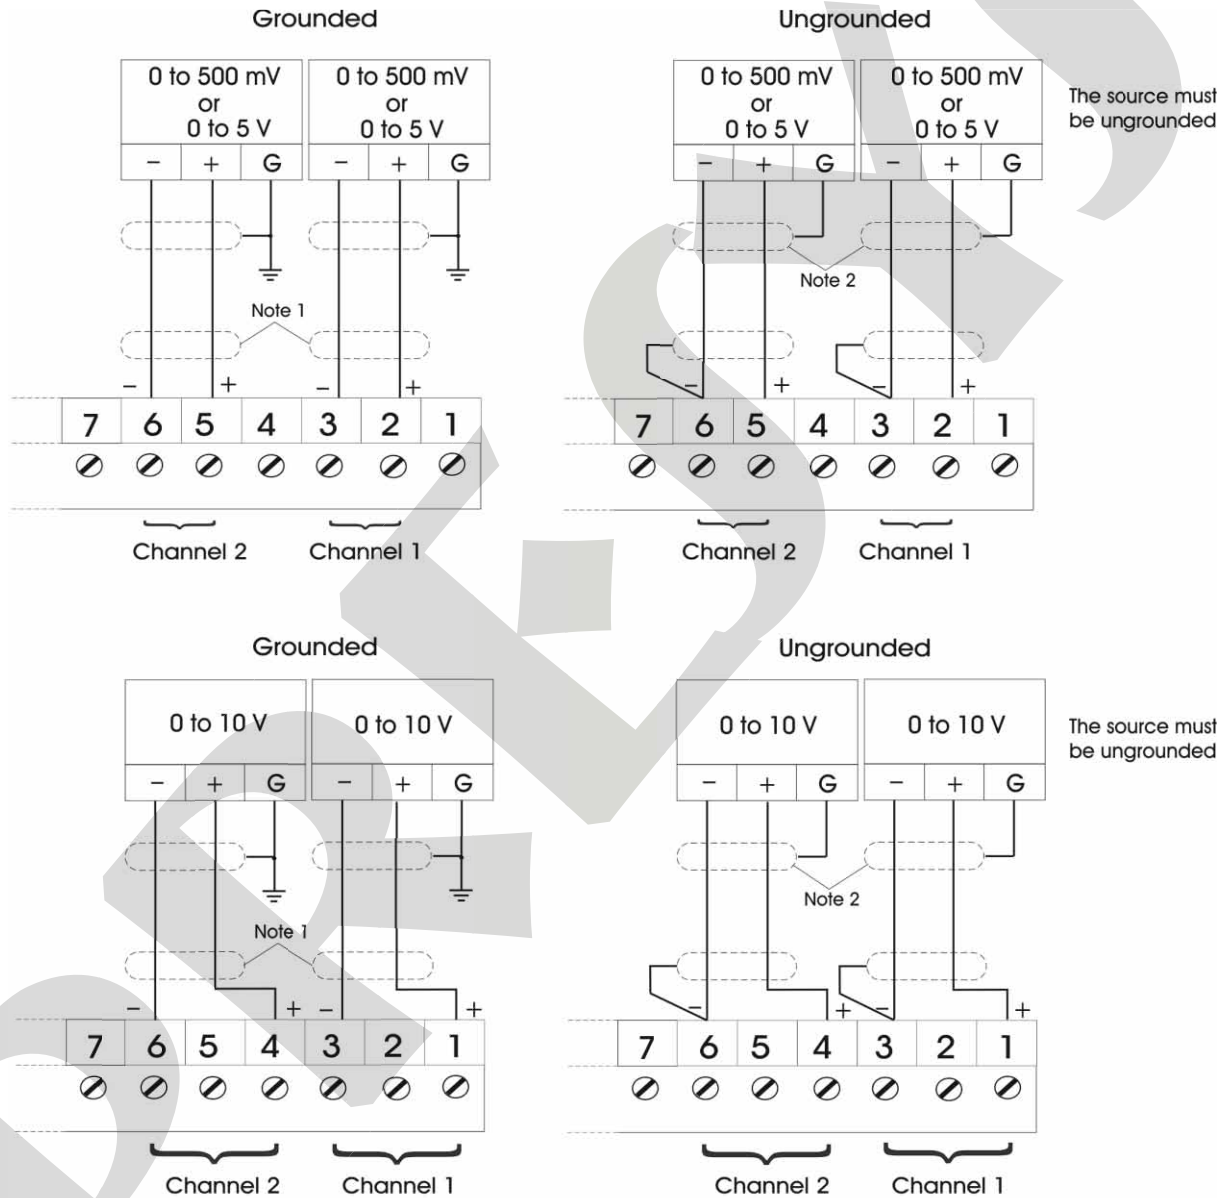 Grounded
Ungrounded
0 to 500 mV
or
0 to 5 V
0 to 500 mV
or
0 to 5 V
0 to 500 mV
or
0 to 5 V
0 to 500 mV
or
0 to 5 V
The source must
be ungrounded
− + G − + G
− + G − + G
Note 1
Note 2
− + − +
− + − +
7 6 5 4 3 2 1
7 6 5 4 3 2 1
Channel 2
Channel 1
Channel 2
Channel 1
Grounded
Ungrounded
0 to 10 V
0 to 10 V
0 to 10 V
0 to 10 V
The source must
be ungrounded
− + G − + G
− + G − + G
Note 1
Note 2
− + − +
− + − +
7 6 5 4 3 2 1
7 6 5 4 3 2 1
Channel 2
Channel 1
Channel 2
Channel 1
PRESYS